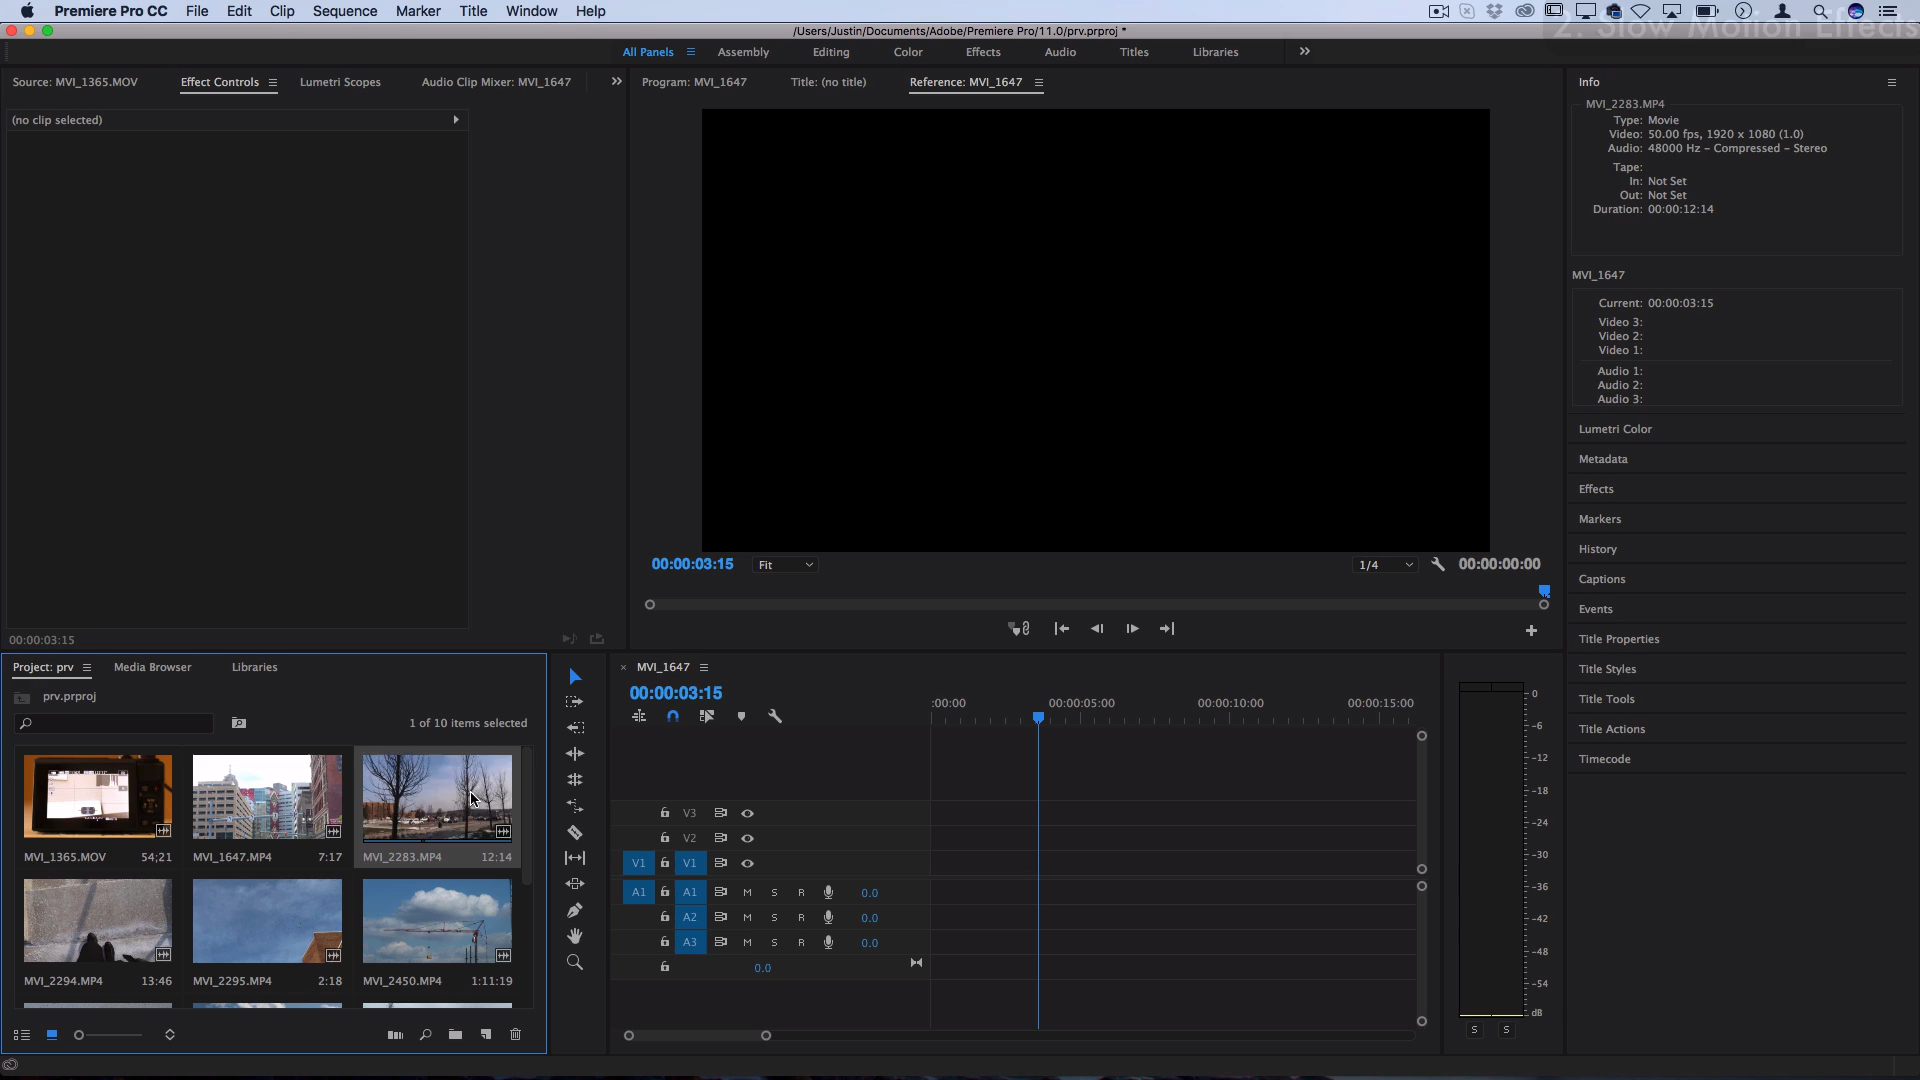 Premiere Pro CC File Edit Clip Sequence Marker Title Window Help
2. Slow Motion Effects
/Users/Justin/Documents/Adobe/Premiere Pro/11.0/prv.prproj *
All Panels Assembly Editing Color Effects Audio Titles Libraries
Source: MVI_1365.MOV Effect Controls Lumetri Scopes Audio Clip Mixer: MVI_1647
(no clip selected)
00:00:03:15
Program: MVI_1647 Title: (no title) Reference: MVI_1647
00:00:03:15 Fit 1/4 00:00:00:00
Info
MVI_2283.MP4
Type: Movie
Video: 50.00 fps, 1920 x 1080 (1.0)
Audio: 48000 Hz - Compressed - Stereo
Tape:
In: Not Set
Out: Not Set
Duration: 00:00:12:14
MVI_1647
Current: 00:00:03:15
Video 3:
Video 2:
Video 1:
Audio 1:
Audio 2:
Audio 3:
Lumetri Color
Metadata
Effects
Markers
History
Captions
Events
Title Properties
Title Styles
Title Tools
Title Actions
Timecode
Project: prv Media Browser Libraries
prv.prproj
1 of 10 items selected
MVI_1365.MOV 54;21 MVI_1647.MP4 7:17 MVI_2283.MP4 12:14
MVI_2294.MP4 13:46 MVI_2295.MP4 2:18 MVI_2450.MP4 1:11:19
× MVI_1647
00:00:03:15
:00:00 00:00:05:00 00:00:10:00 00:00:15:00
V3
V2
V1 V1
A1 A1 M S R 0.0
A2 M S R 0.0
A3 M S R 0.0
0.0
0
-6
-12
-18
-24
-30
-36
-42
-48
-54
dB
S S